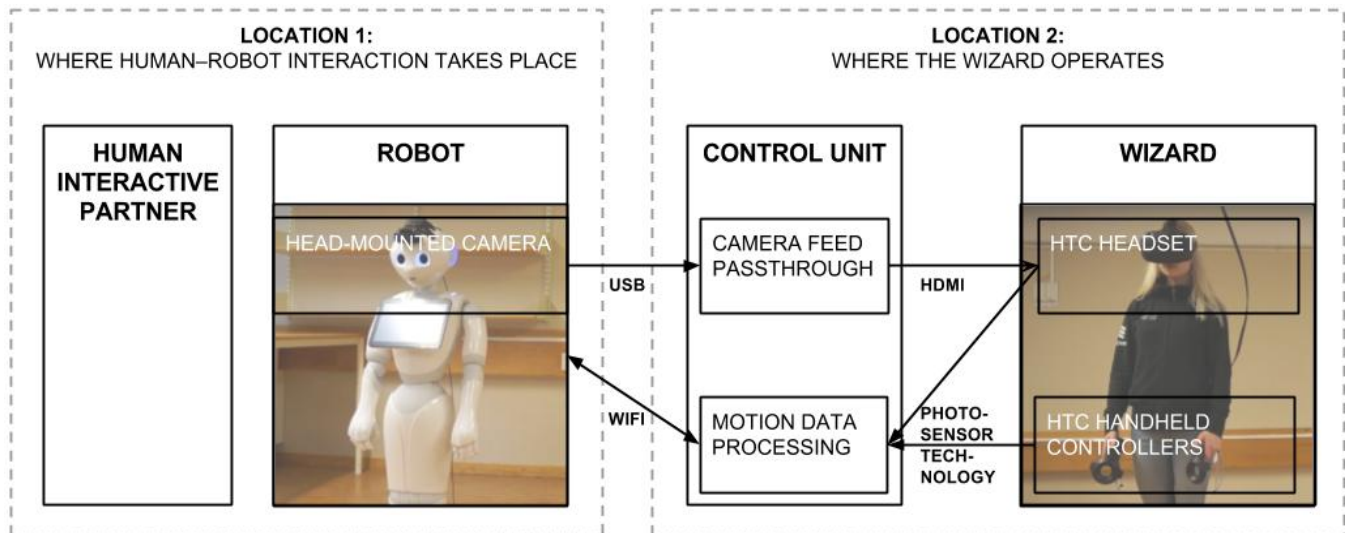 LOCATION 1:
WHERE HUMAN–ROBOT INTERACTION TAKES PLACE
HUMAN
INTERACTIVE
PARTNER
ROBOT
HEAD-MOUNTED CAMERA
USB
WIFI
LOCATION 2:
WHERE THE WIZARD OPERATES
CONTROL UNIT
CAMERA FEED
PASSTHROUGH
MOTION DATA
PROCESSING
HDMI
PHOTO-
SENSOR
TECH-
NOLOGY
WIZARD
HTC HEADSET
HTC HANDHELD
CONTROLLERS